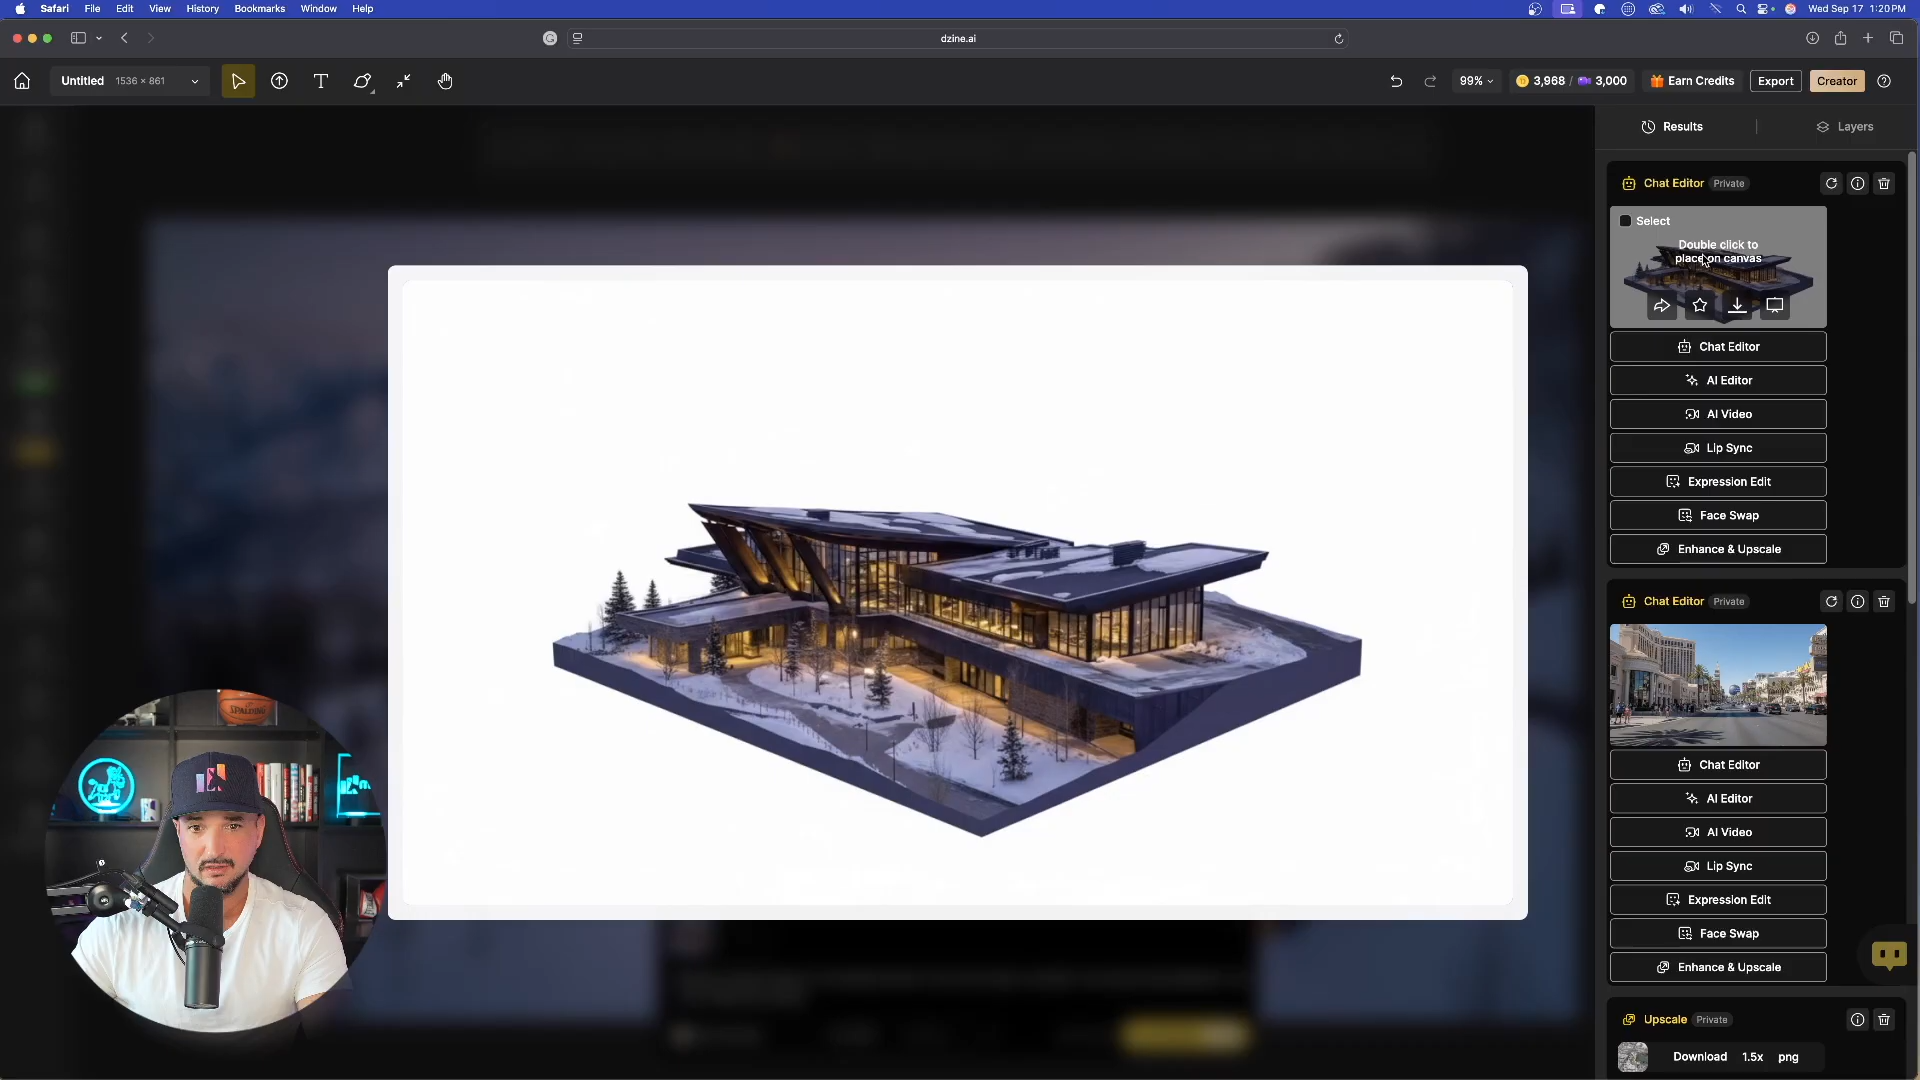 Safari File Edit View History Bookmarks Window Help
Wed Sep 17 1:20 PM
dzine.ai
Untitled 1536 × 861
99%
3,968 / 3,000
Earn Credits
Export
Creator
Results
Layers
Chat Editor Private
Select
Double click to
place on canvas
Chat Editor
AI Editor
AI Video
Lip Sync
Expression Edit
Face Swap
Enhance & Upscale
Chat Editor Private
Chat Editor
AI Editor
AI Video
Lip Sync
Expression Edit
Face Swap
Enhance & Upscale
Upscale Private
Download 1.5x png
SPALDING